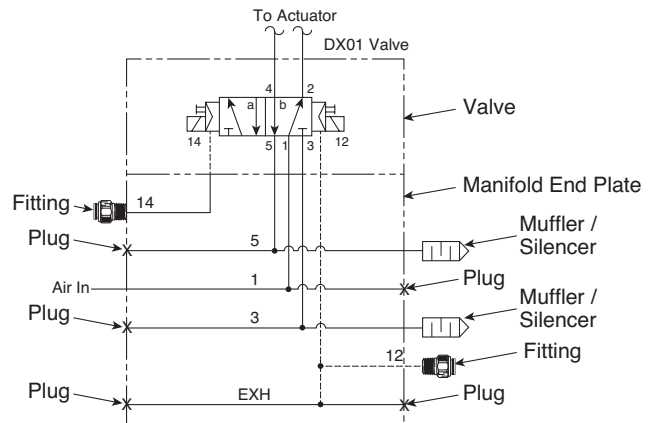 To Actuator
DX01 Valve
4 2
a b
14 5 1 3 12
Valve
Manifold End Plate
Fitting
14
Plug
5
Muffler /
Silencer
Air In
1
Plug
Plug
3
Muffler /
Silencer
12
Fitting
Plug
EXH
Plug